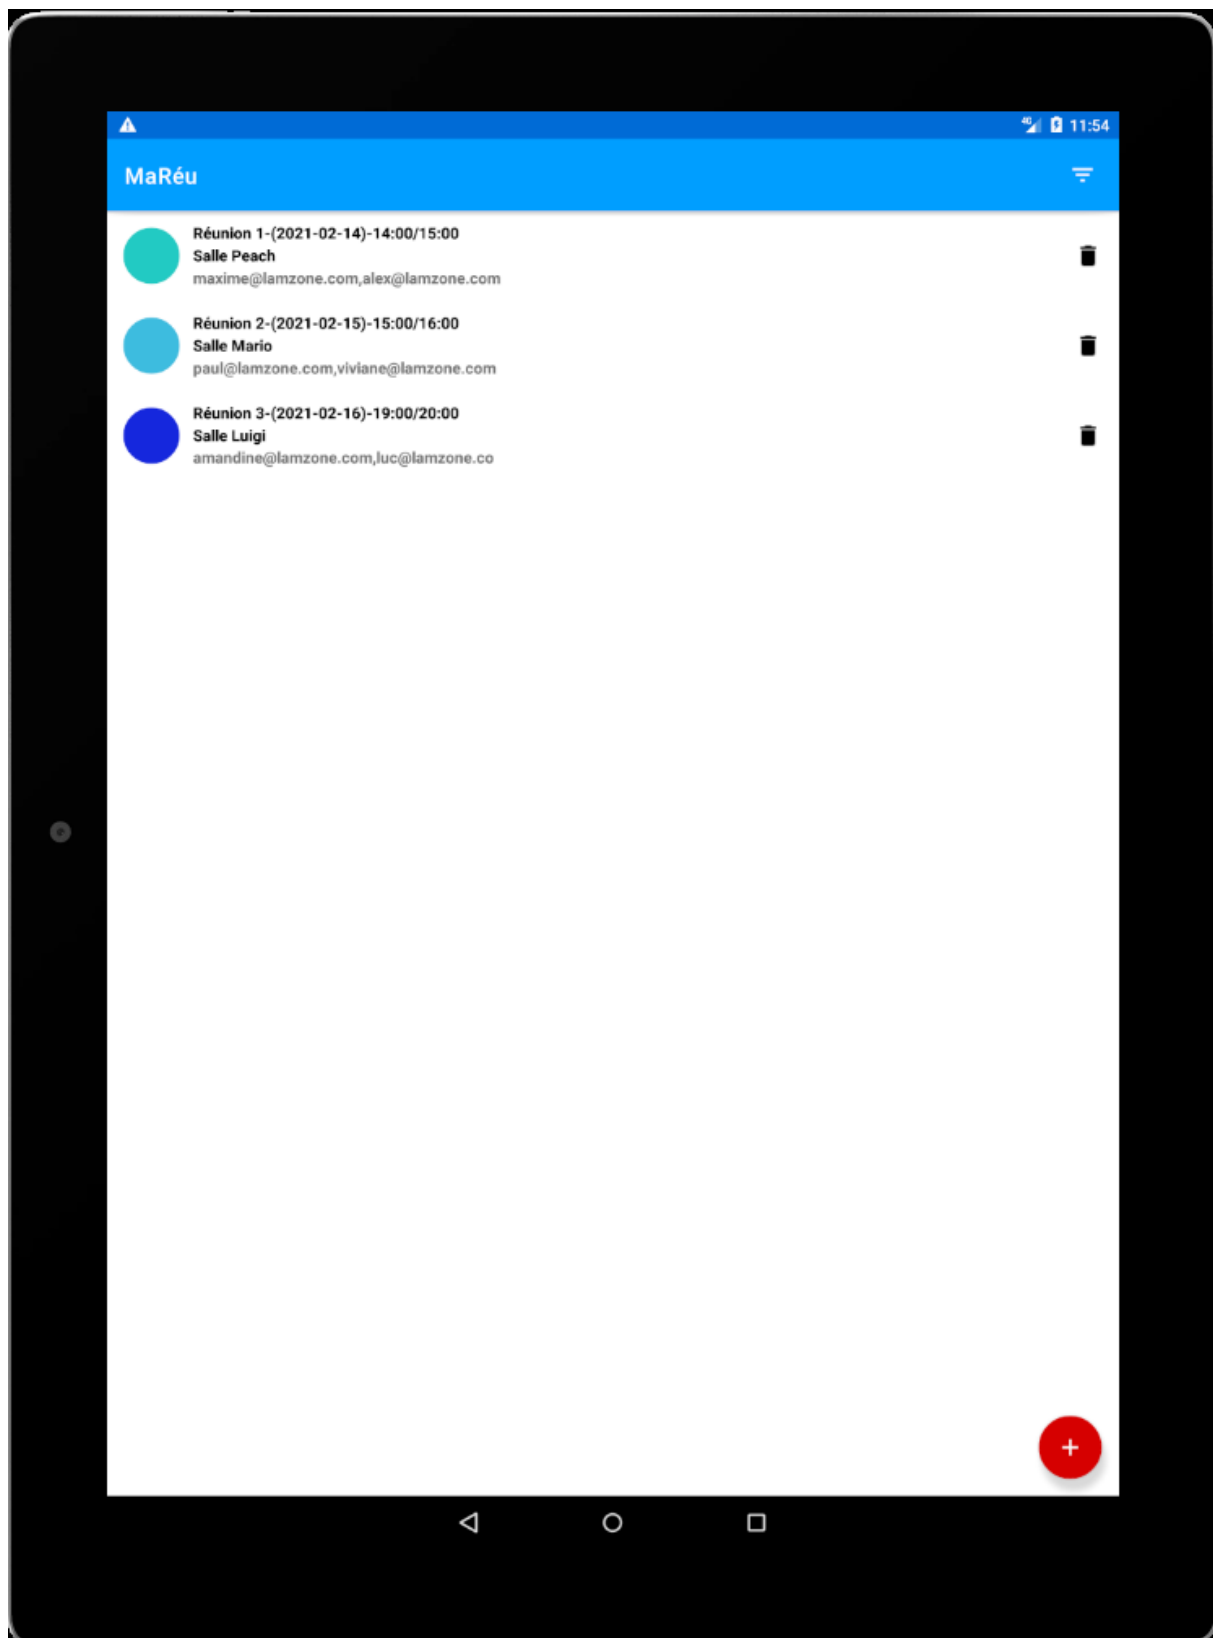 11:54
MaRéu
Réunion 1-(2021-02-14)-14:00/15:00
Salle Peach
maxime@lamzone.com,alex@lamzone.com
Réunion 2-(2021-02-15)-15:00/16:00
Salle Mario
paul@lamzone.com,viviane@lamzone.com
Réunion 3-(2021-02-16)-19:00/20:00
Salle Luigi
amandine@lamzone.com,luc@lamzone.co